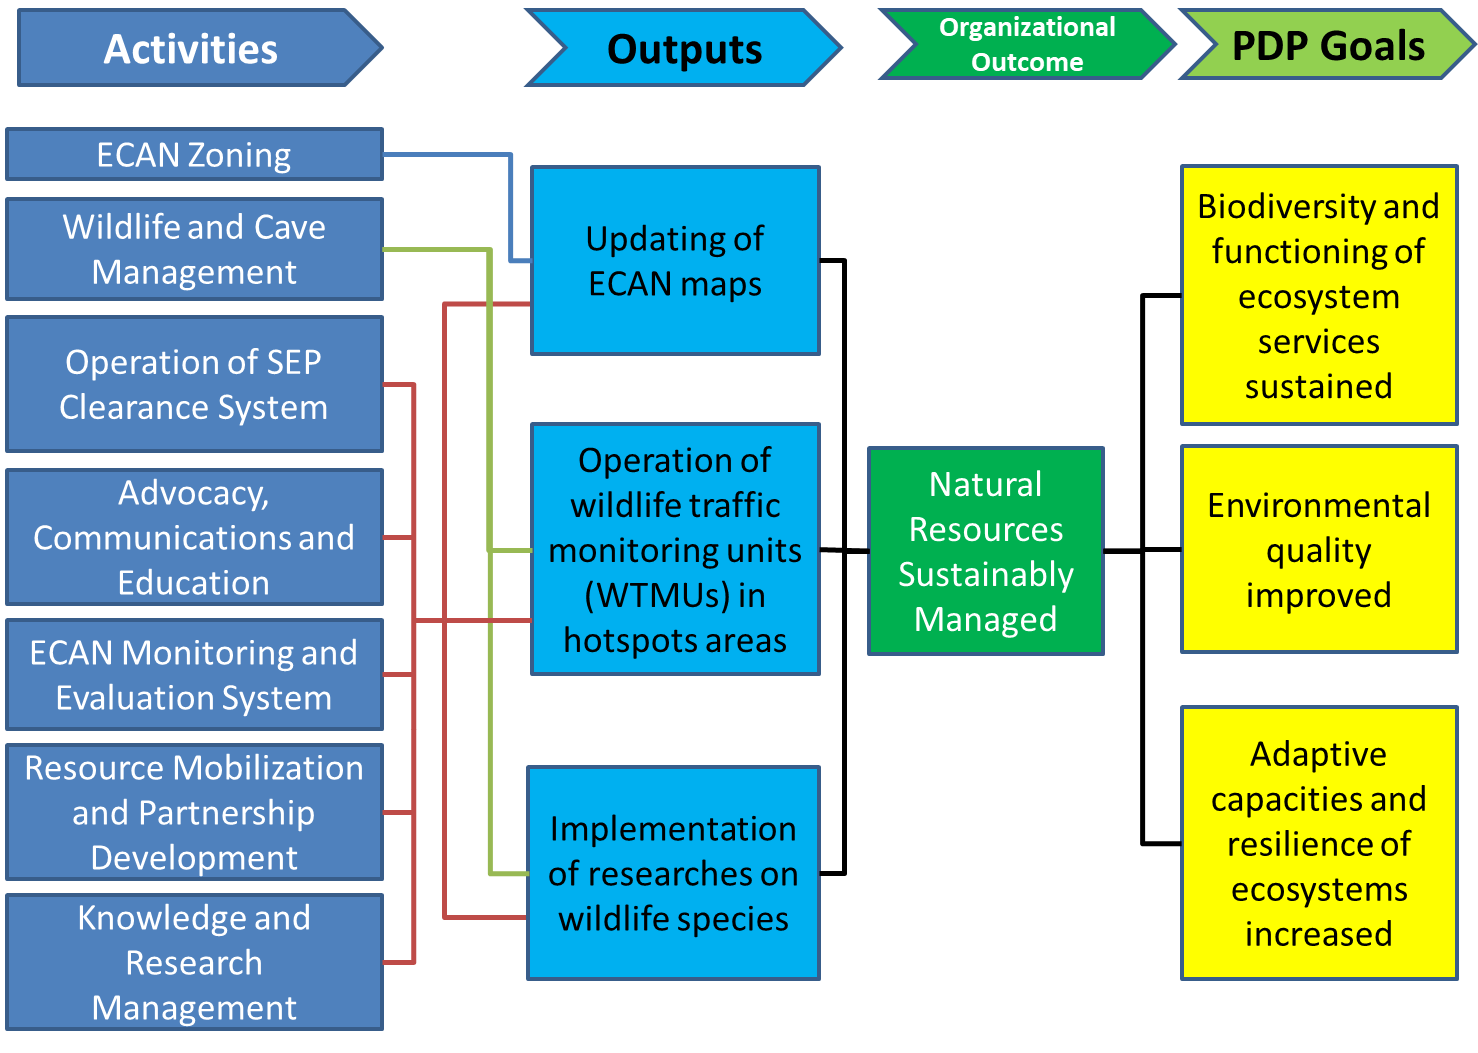 Activities
Outputs
Organizational
Outcome
PDP Goals
ECAN Zoning
Wildlife and Cave
Management
Operation of SEP
Clearance System
Advocacy,
Communications and
Education
ECAN Monitoring and
Evaluation System
Resource Mobilization
and Partnership
Development
Knowledge and
Research
Management
Updating of
ECAN maps
Operation of
wildlife traffic
monitoring units
(WTMUs) in
hotspots areas
Implementation
of researches on
wildlife species
Natural
Resources
Sustainably
Managed
Biodiversity and
functioning of
ecosystem
services
sustained
Environmental
quality
improved
Adaptive
capacities and
resilience of
ecosystems
increased